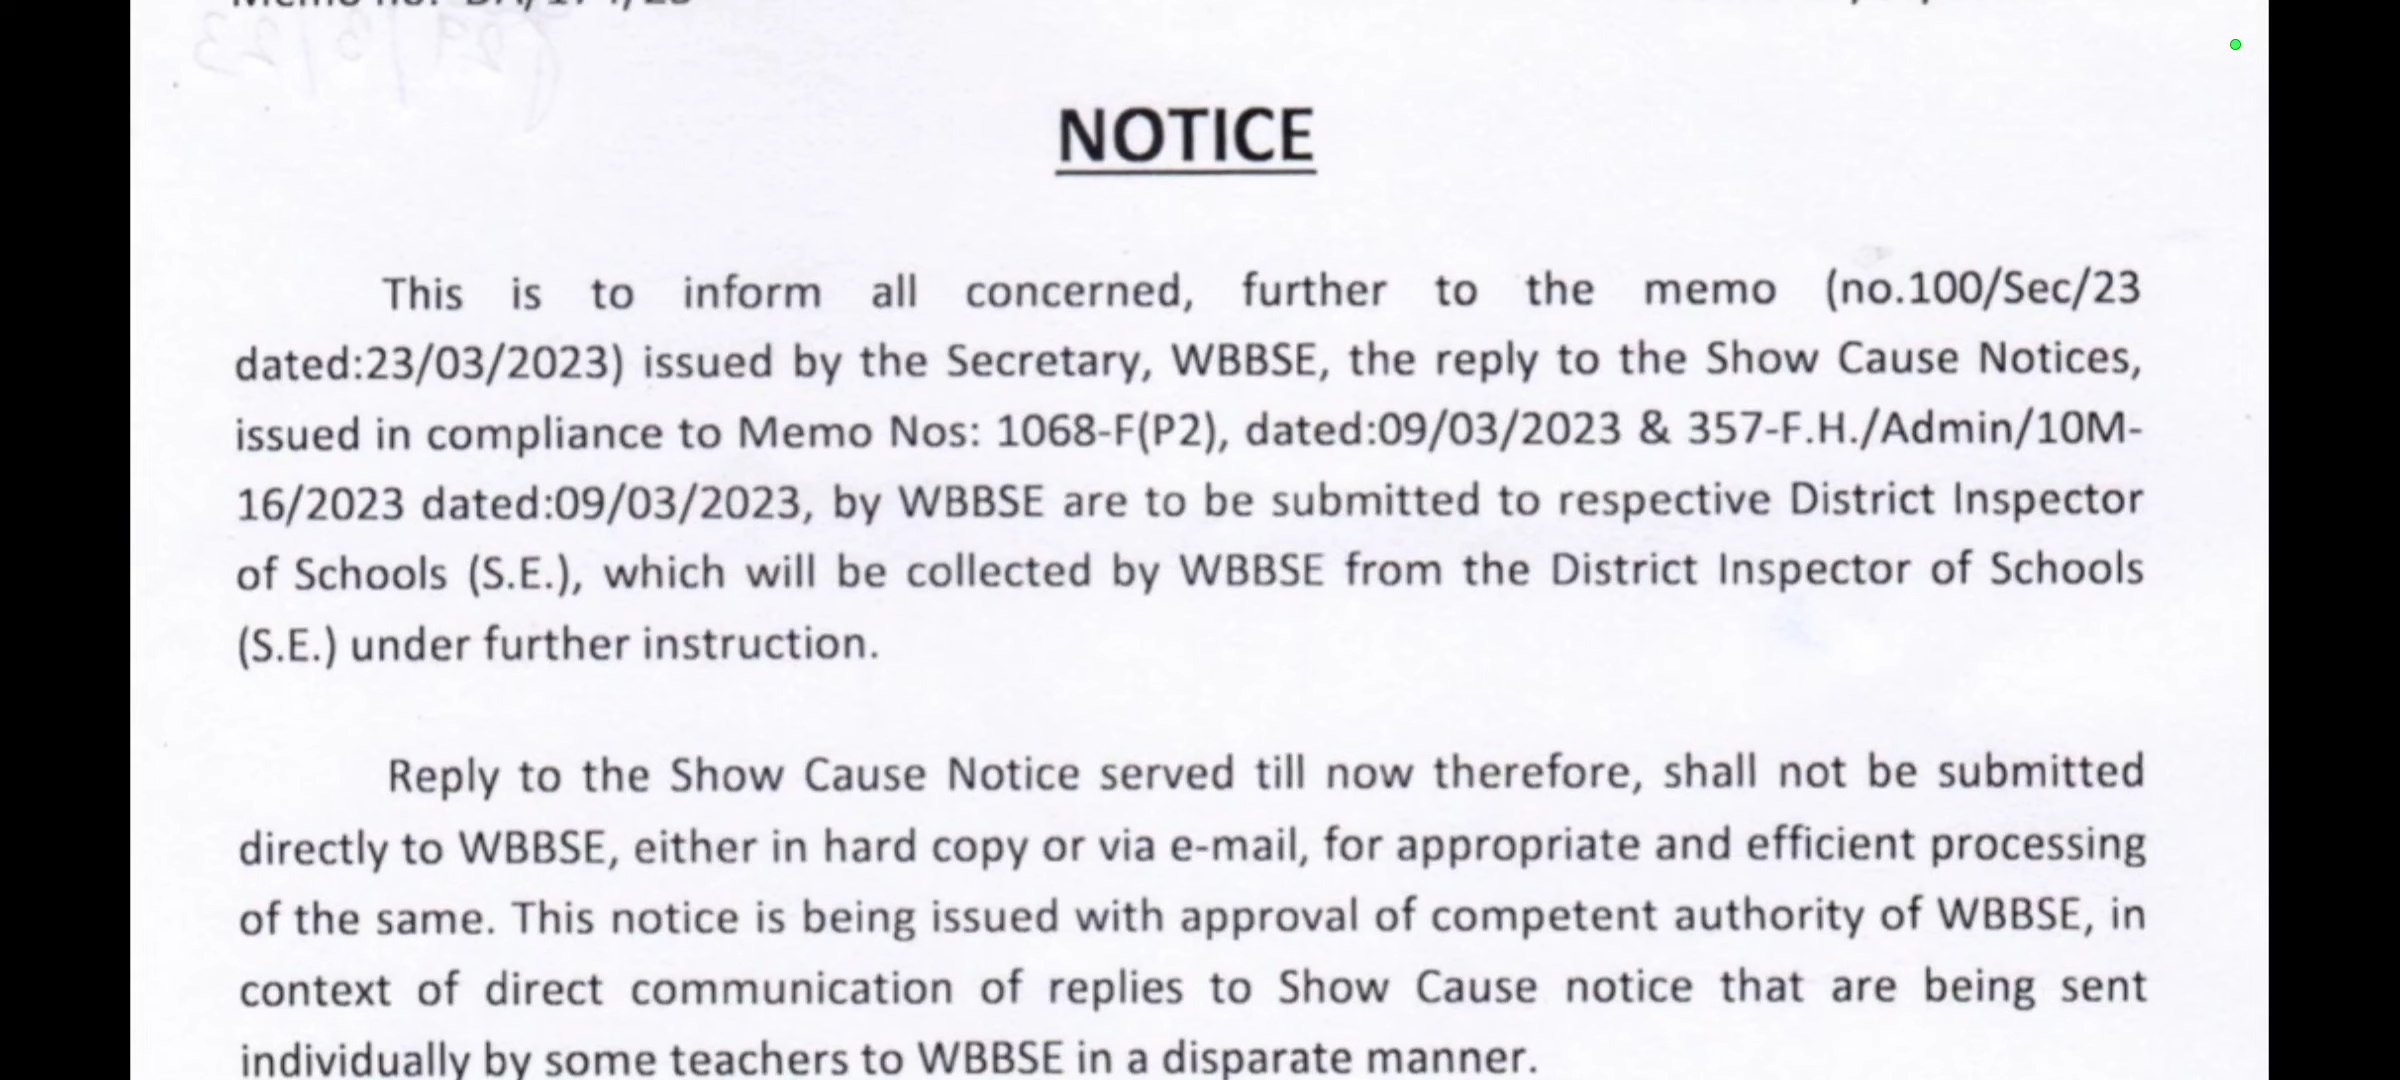 NOTICE
This is to inform all concerned, further to the memo (no.100/Sec/23
dated:23/03/2023) issued by the Secretary, WBBSE, the reply to the Show Cause Notices,
issued in compliance to Memo Nos: 1068-F(P2), dated:09/03/2023 & 357-F.H./Admin/10M-
16/2023 dated:09/03/2023, by WBBSE are to be submitted to respective District Inspector
of Schools (S.E.), which will be collected by WBBSE from the District Inspector of Schools
(S.E.) under further instruction.
Reply to the Show Cause Notice served till now therefore, shall not be submitted
directly to WBBSE, either in hard copy or via e-mail, for appropriate and efficient processing
of the same. This notice is being issued with approval of competent authority of WBBSE, in
context of direct communication of replies to Show Cause notice that are being sent
individually by some teachers to WBBSE in a disparate manner.